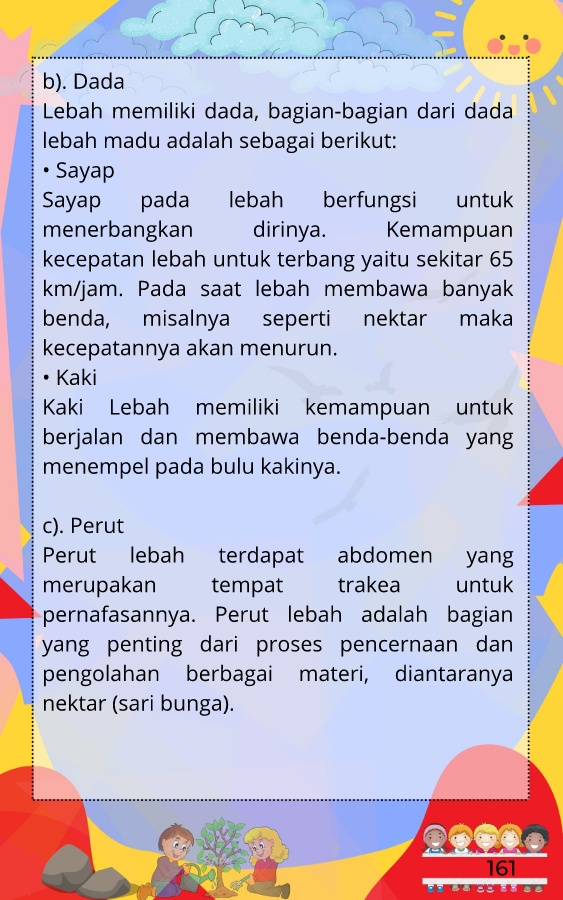 b). Dada
Lebah memiliki dada, bagian-bagian dari dada
lebah madu adalah sebagai berikut:
• Sayap
Sayap pada lebah berfungsi untuk
menerbangkan dirinya. Kemampuan
kecepatan lebah untuk terbang yaitu sekitar 65
km/jam. Pada saat lebah membawa banyak
benda, misalnya seperti nektar maka
kecepatannya akan menurun.
• Kaki
Kaki Lebah memiliki kemampuan untuk
berjalan dan membawa benda-benda yang
menempel pada bulu kakinya.
c). Perut
Perut lebah terdapat abdomen yang
merupakan tempat trakea untuk
pernafasannya. Perut lebah adalah bagian
yang penting dari proses pencernaan dan
pengolahan berbagai materi, diantaranya
nektar (sari bunga).
161